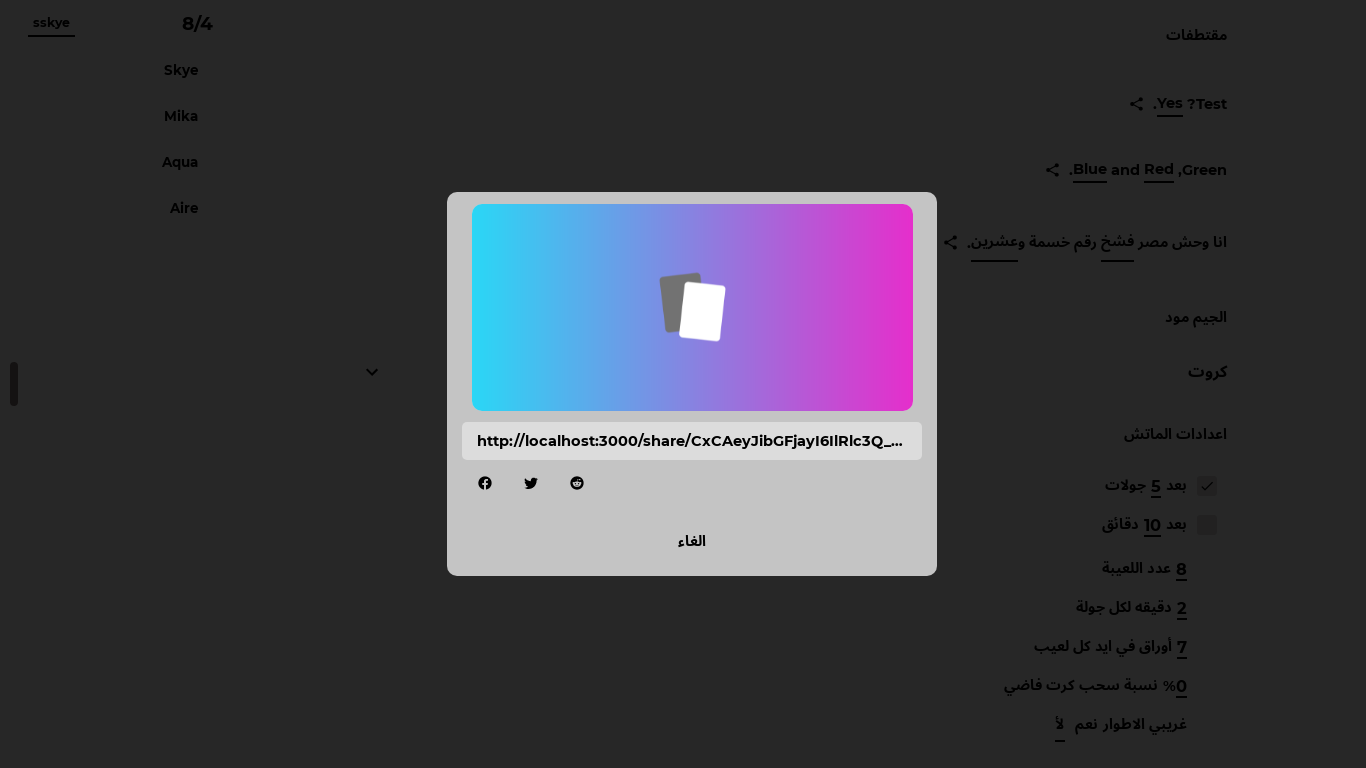 sskye
8/4
Skye
Mika
Aqua
Aire
مقتطفات
Test? Yes.
Green, Red and Blue.
انا وحش مصر فشخ رقم خسمة وعشرين.
الجيم مود
كروت
اعدادات الماتش
بعد 5 جولات
بعد 10 دقائق
8 عدد اللعيبة
2 دقيقه لكل جولة
7 أوراق في ايد كل لعيب
0% نسبة سحب كرت فاضي
غريبي الاطوار نعم لأ
http://localhost:3000/share/CxCAeyJibGFjayI6IlRlc3Q_...
الغاء